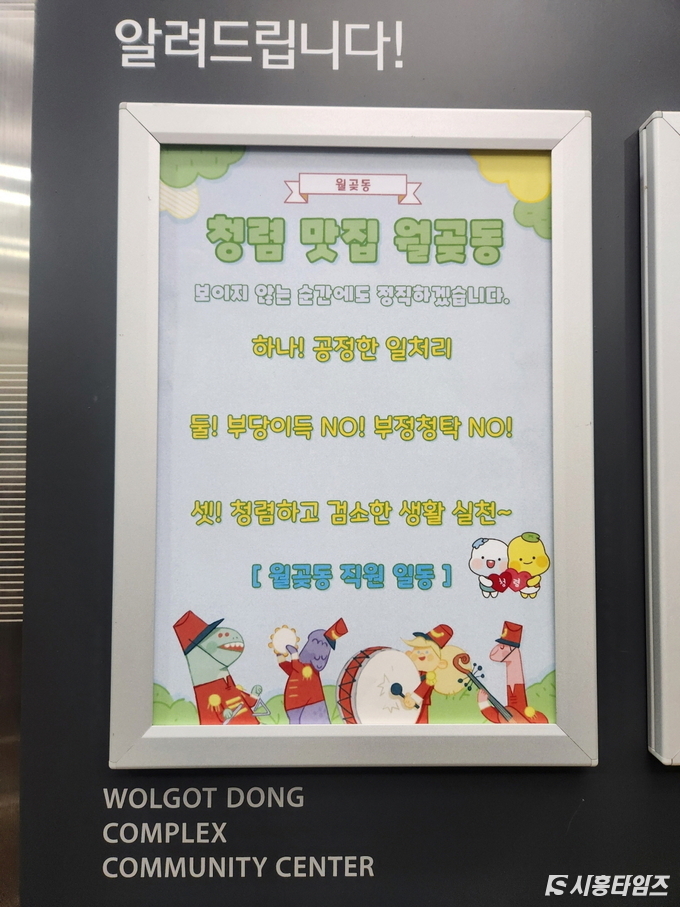 알려드립니다!
월곶동
청렴 맛집 월곶동
보이지 않는 순간에도 정직하겠습니다.
하나! 공정한 일처리
둘! 부당이득 NO! 부정청탁 NO!
셋! 청렴하고 검소한 생활 실천~
[ 월곶동 직원 일동 ]
청렴
WOLGOT DONG
COMPLEX
COMMUNITY CENTER
시흥타임즈